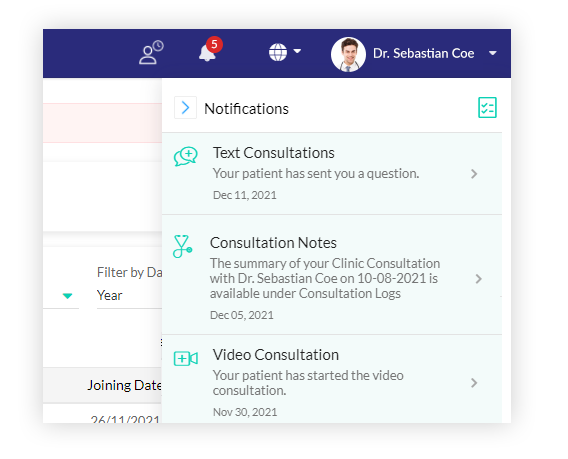 5
Dr. Sebastian Coe
Notifications
Text Consultations
Your patient has sent you a question.
Dec 11, 2021
Consultation Notes
The summary of your Clinic Consultation
with Dr. Sebastian Coe on 10-08-2021 is
available under Consultation Logs
Dec 05, 2021
Filter by Da
Year
Video Consultation
Your patient has started the video
consultation.
Nov 30, 2021
Joining Date
26/11/2021